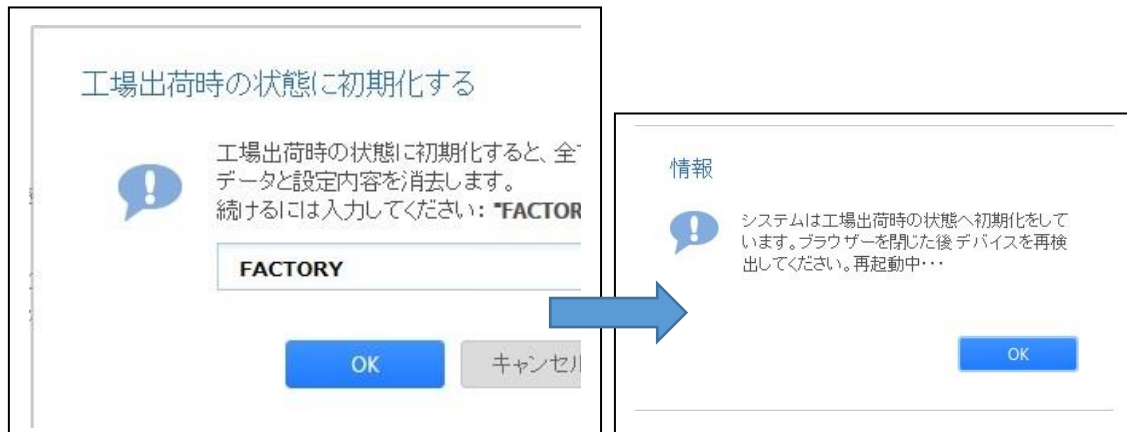 工場出荷時の状態に初期化する
工場出荷時の状態に初期化すると、全
データと設定内容を消去します。
続けるには入力してください: "FACTOR
FACTORY
OK
キャンセル
情報
システムは工場出荷時の状態へ初期化をして
います。ブラウザーを閉じた後デバイスを再検
出してください。再起動中・・・
OK